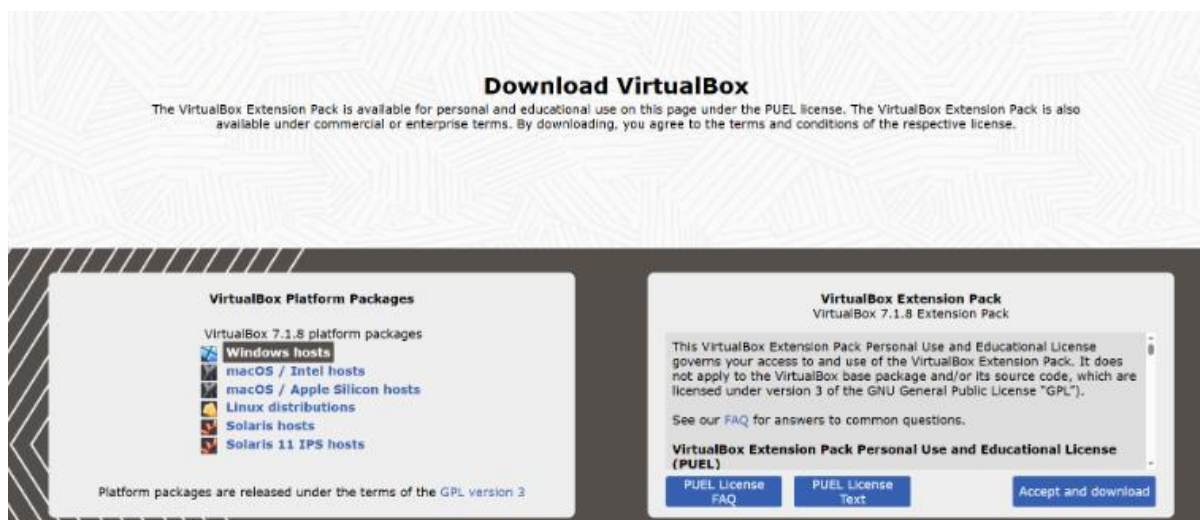 Download VirtualBox
The VirtualBox Extension Pack is available for personal and educational use on this page under the PUEL license. The VirtualBox Extension Pack is also
available under commercial or enterprise terms. By downloading, you agree to the terms and conditions of the respective license.
VirtualBox Platform Packages
VirtualBox 7.1.8 platform packages
Windows hosts
macOS / Intel hosts
macOS / Apple Silicon hosts
Linux distributions
Solaris hosts
Solaris 11 IPS hosts
Platform packages are released under the terms of the GPL version 3
VirtualBox Extension Pack
VirtualBox 7.1.8 Extension Pack
This VirtualBox Extension Pack Personal Use and Educational License
governs your access to and use of the VirtualBox Extension Pack. It does
not apply to the VirtualBox base package and/or its source code, which are
licensed under version 3 of the GNU General Public License "GPL").
See our FAQ for answers to common questions.
VirtualBox Extension Pack Personal Use and Educational License
(PUEL)
PUEL License
FAQ
PUEL License
Text
Accept and download